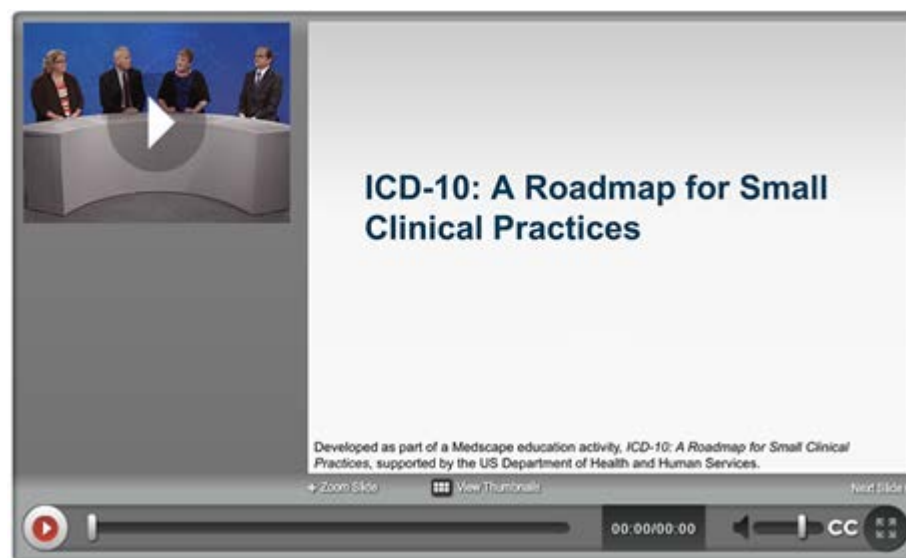 ICD-10: A Roadmap for Small
Clinical Practices
Developed as part of a Medscape education activity, ICD-10: A Roadmap for Small Clinical
Practices, supported by the US Department of Health and Human Services.
+ Zoom Slide View Thumbnails Next Slide
00:00/00:00 CC